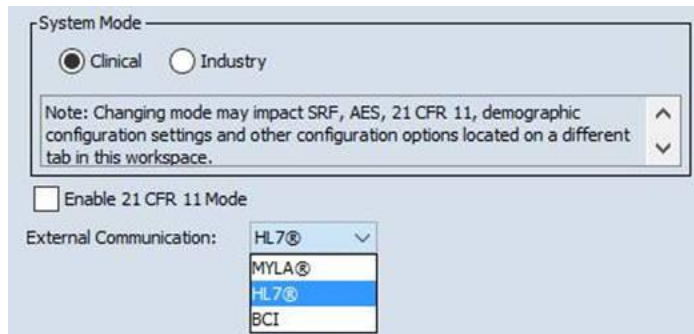 System Mode
Clinical Industry
Note: Changing mode may impact SRF, AES, 21 CFR 11, demographic
configuration settings and other configuration options located on a different
tab in this workspace.
Enable 21 CFR 11 Mode
External Communication: HL7®
MYLA®
HL7®
BCI